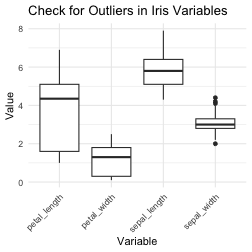 Check for Outliers in Iris Variables
Value
8
6
4
2
0
petal_length
petal_width
sepal_length
sepal_width
Variable